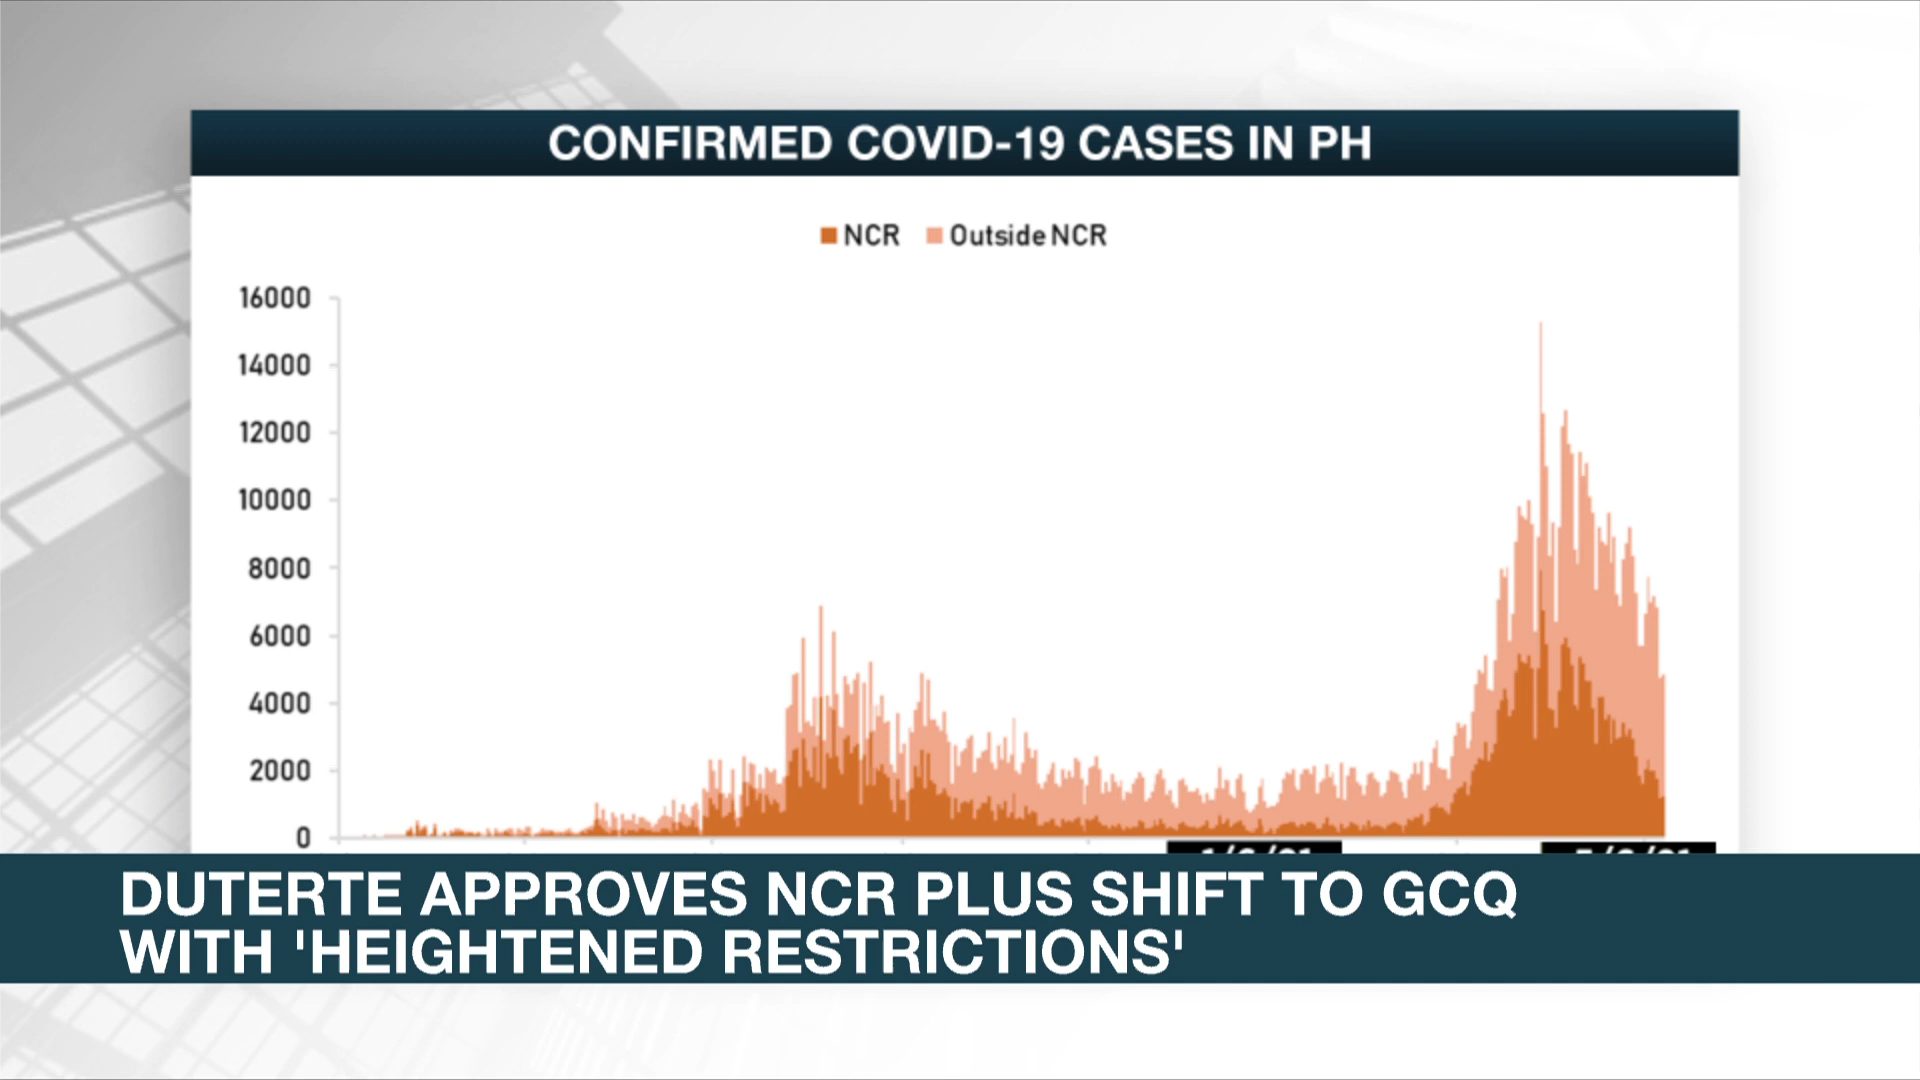 CONFIRMED COVID-19 CASES IN PH
NCR Outside NCR
16000
14000
12000
10000
8000
6000
4000
2000
0
DUTERTE APPROVES NCR PLUS SHIFT TO GCQ
WITH 'HEIGHTENED RESTRICTIONS'